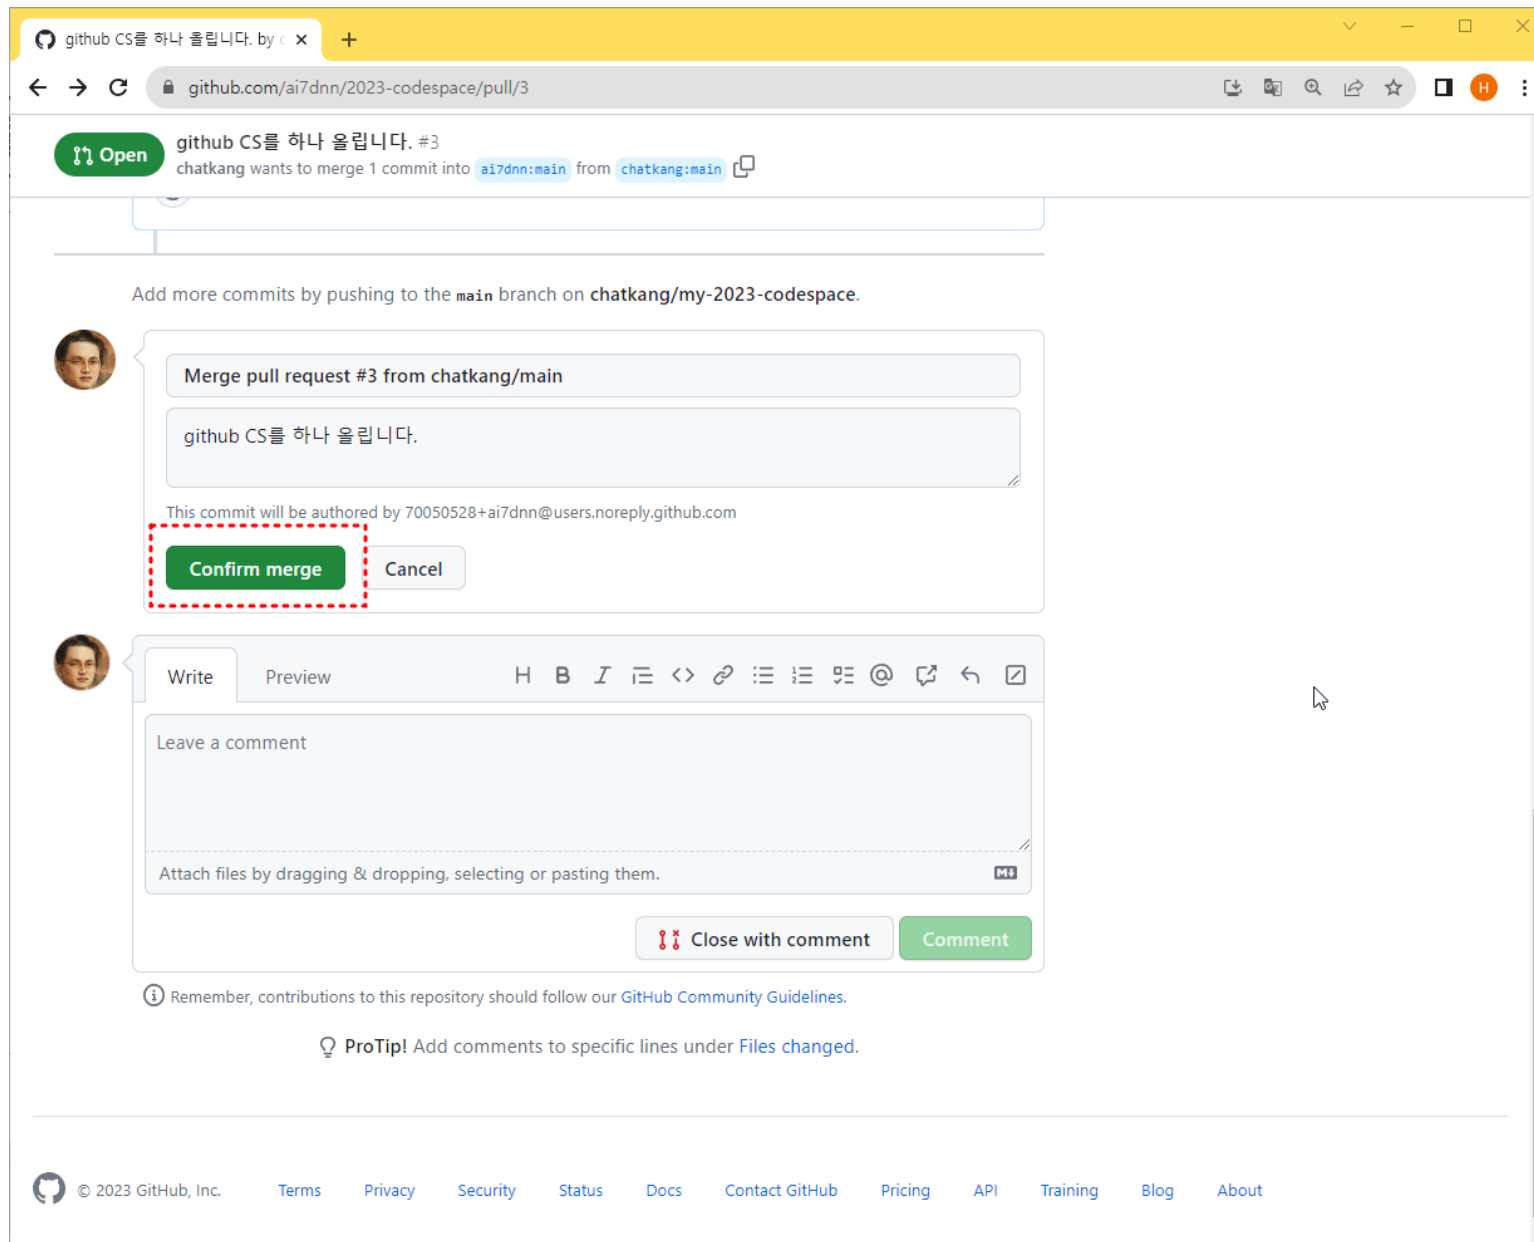 github CS를 하나 올립니다. by
github.com/ai7dnn/2023-codespace/pull/3
H
Open
github CS를 하나 올립니다. #3
chatkang wants to merge 1 commit into ai7dnn:main from chatkang:main
Add more commits by pushing to the main branch on chatkang/my-2023-codespace.
Merge pull request #3 from chatkang/main
github CS를 하나 올립니다.
This commit will be authored by 70050528+ai7dnn@users.noreply.github.com
Confirm merge
Cancel
Write
Preview
Leave a comment
Attach files by dragging & dropping, selecting or pasting them.
Close with comment
Comment
Remember, contributions to this repository should follow our GitHub Community Guidelines.
ProTip! Add comments to specific lines under Files changed.
© 2023 GitHub, Inc. Terms Privacy Security Status Docs Contact GitHub Pricing API Training Blog About